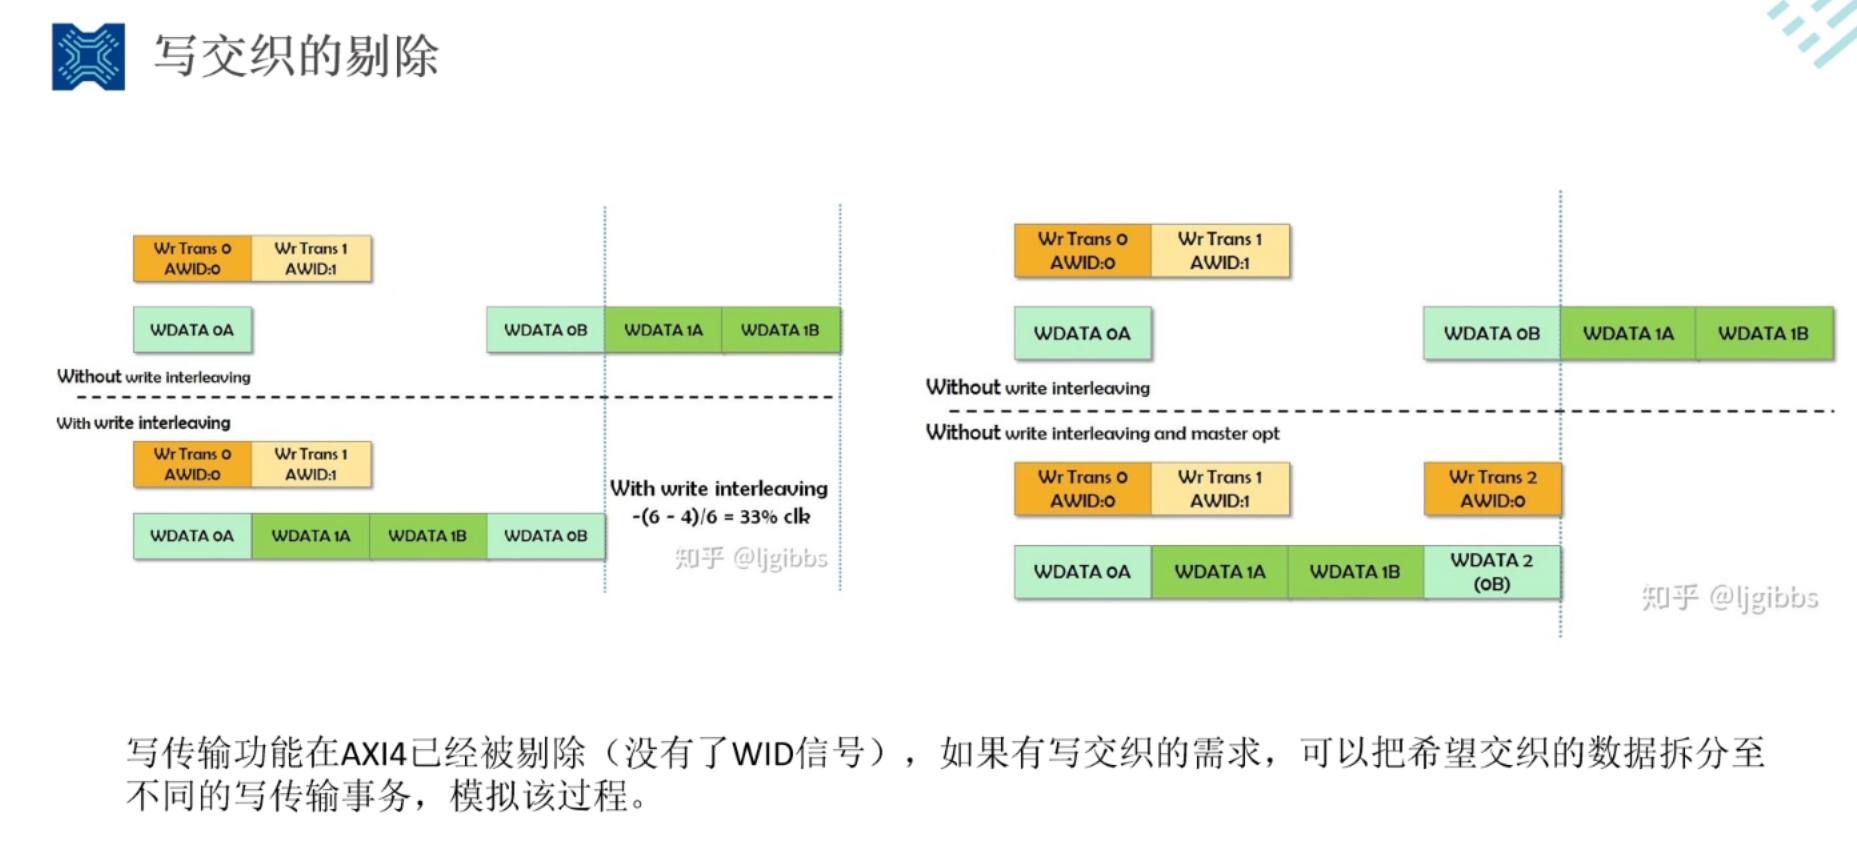 写交织的剔除
Wr Trans 0
AWID:0
Wr Trans 1
AWID:1
WDATA 0A
WDATA 0B
WDATA 1A
WDATA 1B
Without write interleaving
With write interleaving
Wr Trans 0
AWID:0
Wr Trans 1
AWID:1
With write interleaving
-(6 - 4)/6 = 33% clk
WDATA 0A
WDATA 1A
WDATA 1B
WDATA 0B
知乎 @ljgibbs
Wr Trans 0
AWID:0
Wr Trans 1
AWID:1
WDATA 0A
WDATA 0B
WDATA 1A
WDATA 1B
Without write interleaving
Without write interleaving and master opt
Wr Trans 0
AWID:0
Wr Trans 1
AWID:1
Wr Trans 2
AWID:0
WDATA 0A
WDATA 1A
WDATA 1B
WDATA 2
(0B)
知乎 @ljgibbs
写传输功能在AXI4已经被剔除（没有了WID信号），如果有写交织的需求，可以把希望交织的数据拆分至
不同的写传输事务，模拟该过程。